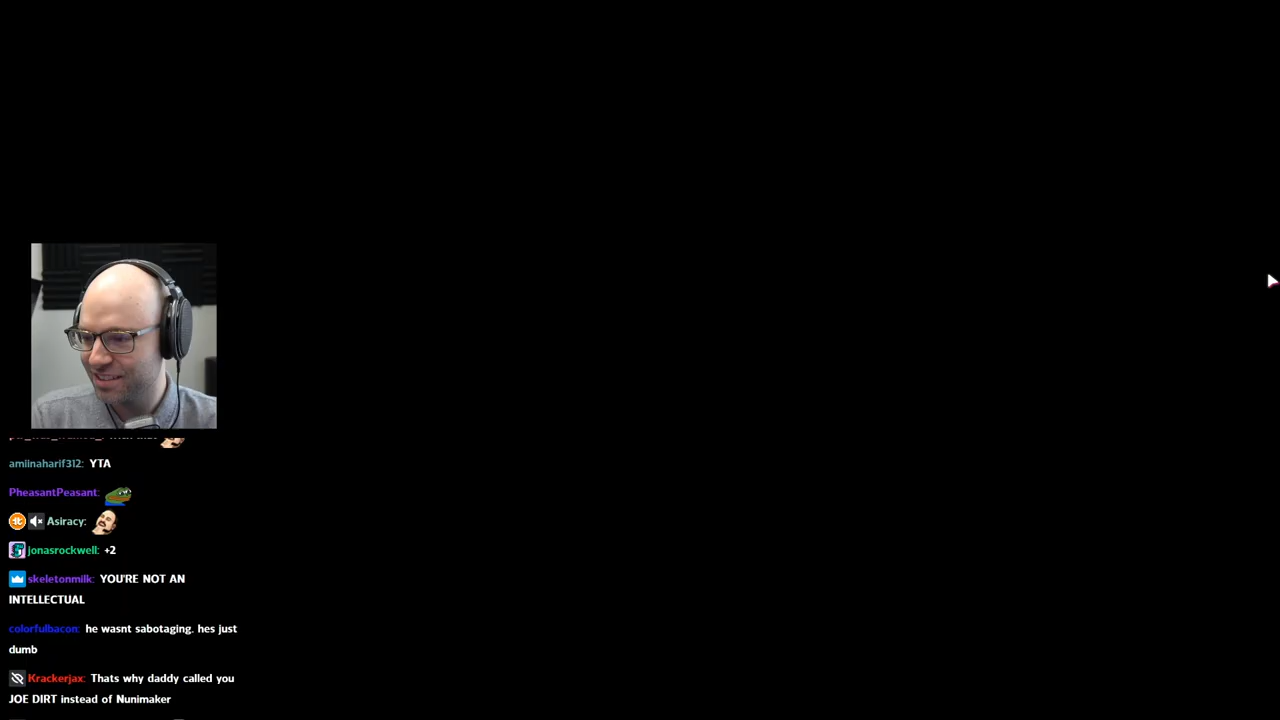 amiinaharif312: YTA
PheasantPeasant:
Asiracy:
jonasrockwell: +2
skeletonmilk: YOU'RE NOT AN
INTELLECTUAL
colorfulbacon: he wasnt sabotaging. hes just
dumb
Krackerjax: Thats why daddy called you
JOE DIRT instead of Nunimaker